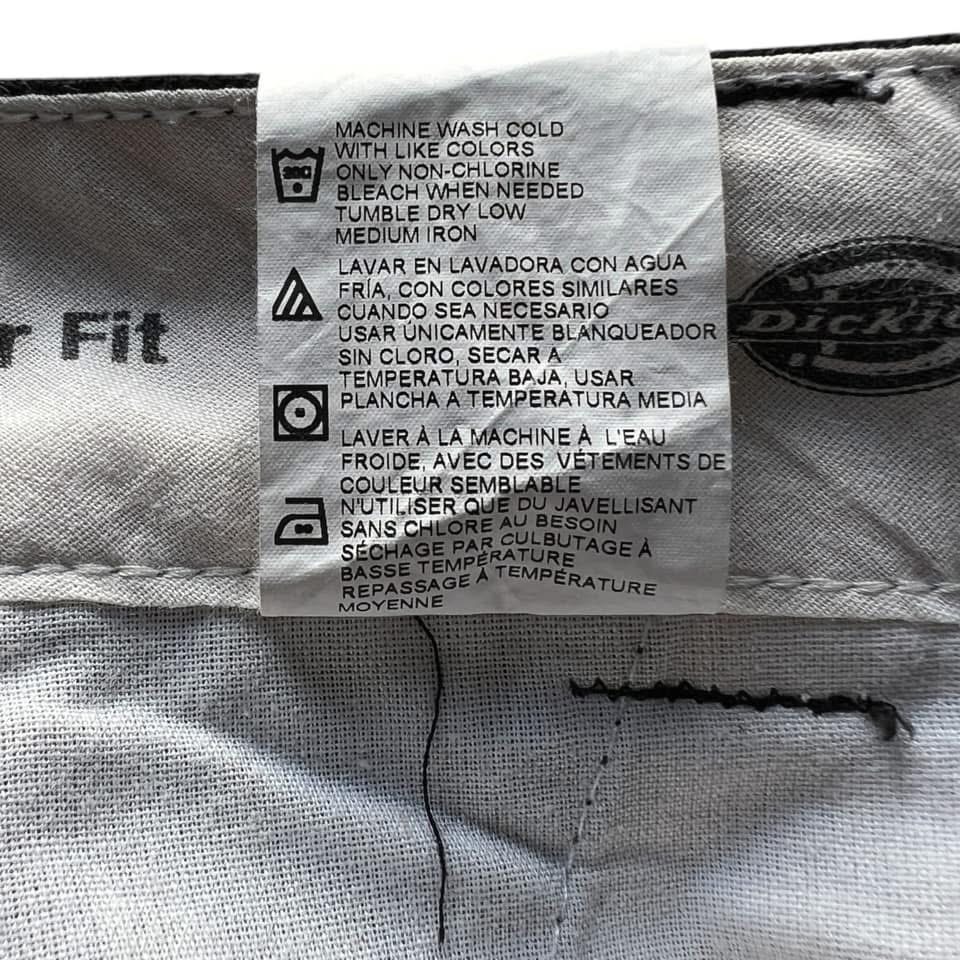 MACHINE WASH COLD
WITH LIKE COLORS
ONLY NON-CHLORINE
BLEACH WHEN NEEDED
TUMBLE DRY LOW
MEDIUM IRON
30C
LAVAR EN LAVADORA CON AGUA
FRÍA, CON COLORES SIMILARES
CUANDO SEA NECESARIO
USAR ÚNICAMENTE BLANQUEADOR
SIN CLORO, SECAR A
TEMPERATURA BAJA, USAR
PLANCHA A TEMPERATURA MEDIA
LAVER À LA MACHINE À L'EAU
FROIDE, AVEC DES VÉTEMENTS DE
COULEUR SEMBLABLE
N'UTILISER QUE DU JAVELLISANT
SANS CHLORE AU BESOIN
SÉCHAGE PAR CULBUTAGE À
BASSE TEMPÉRATURE
REPASSAGE À TEMPÉRATURE
MOYENNE
r Fit
DICKIE